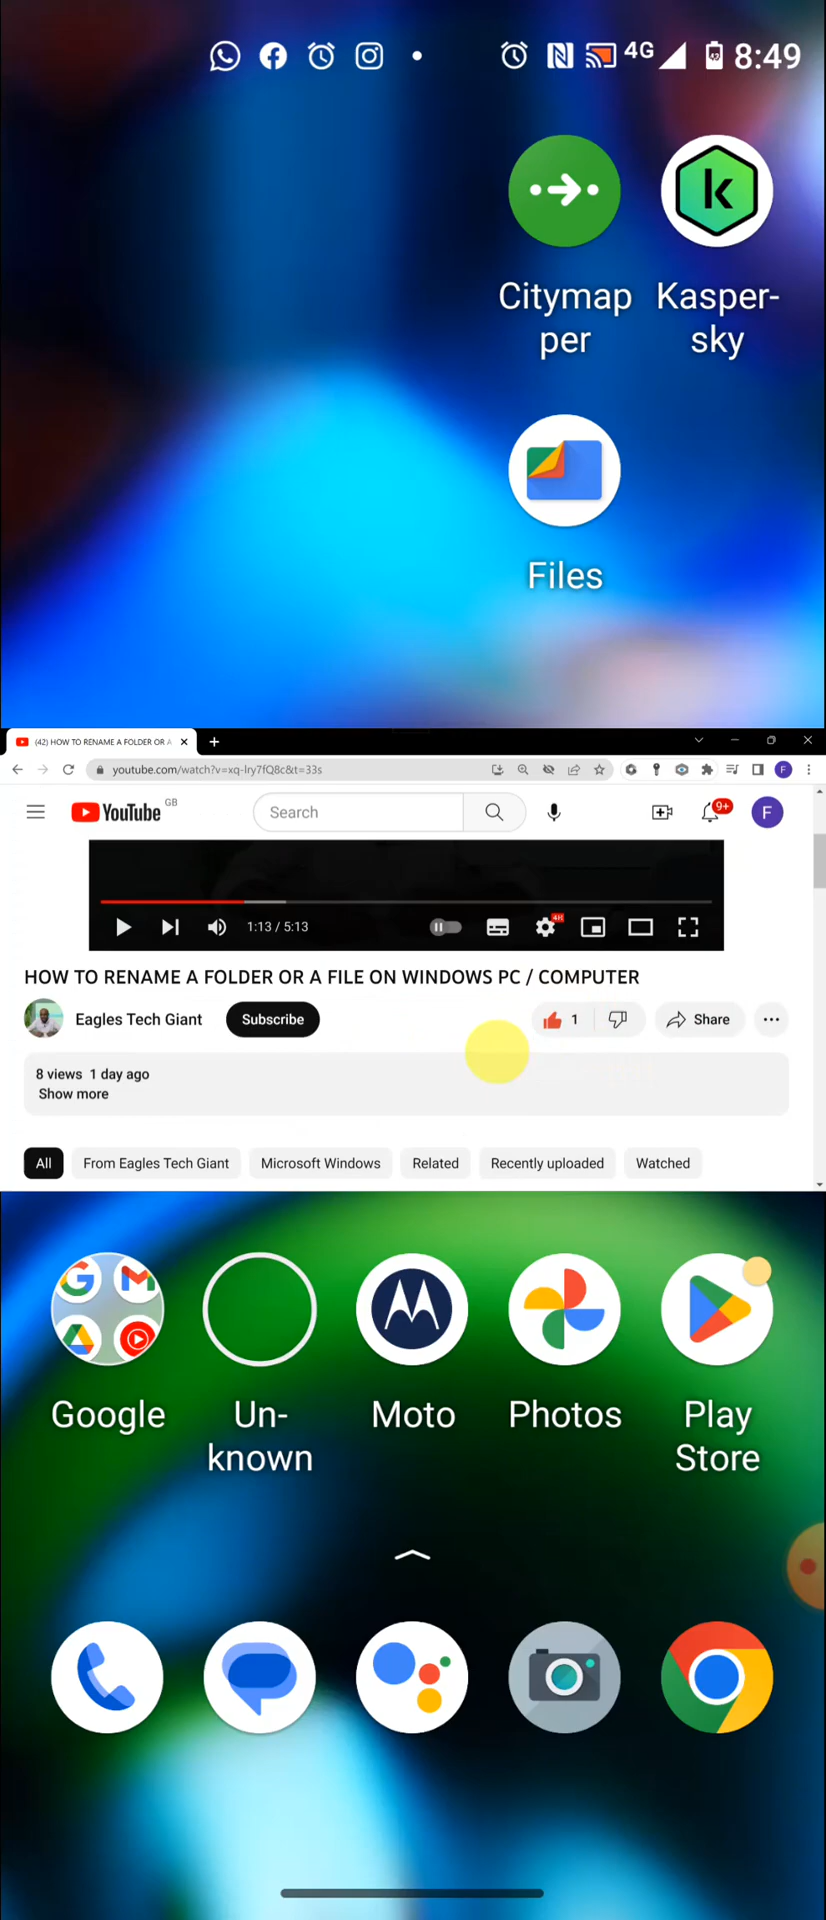 4G 8:49
Citymap
per
Kasper-
sky
Files
(42) HOW TO RENAME A FOLDER OR A
youtube.com/watch?v=xq-lry7fQ8c&t=33s
F
YouTube GB
Search
9+
F
1:13 / 5:13
HOW TO RENAME A FOLDER OR A FILE ON WINDOWS PC / COMPUTER
Eagles Tech Giant
Subscribe
1
Share
8 views 1 day ago
Show more
All
From Eagles Tech Giant
Microsoft Windows
Related
Recently uploaded
Watched
Google
Un-
known
Moto
Photos
Play
Store